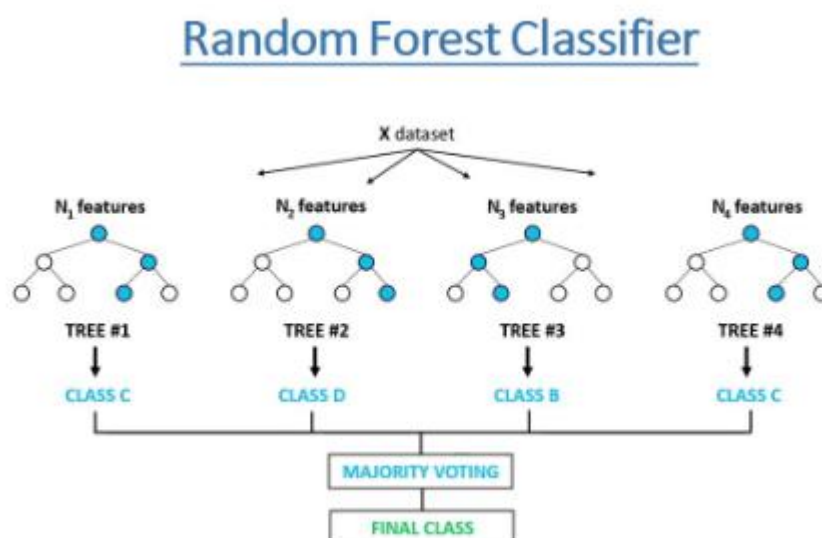 Random Forest Classifier
X dataset
N₁ features N₂ features N₃ features N₄ features
TREE #1 TREE #2 TREE #3 TREE #4
CLASS C CLASS D CLASS B CLASS C
MAJORITY VOTING
FINAL CLASS